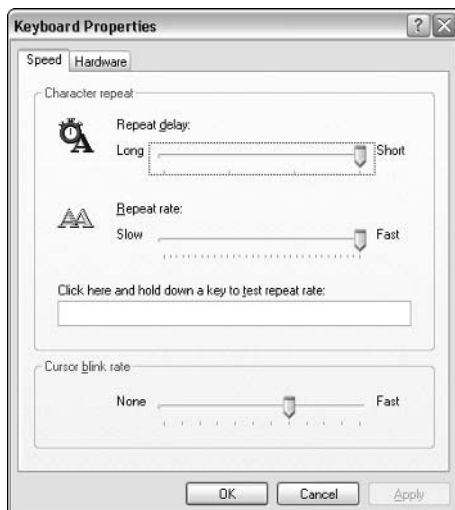 Keyboard Properties
Speed Hardware
Character repeat
Repeat delay:
Long Short
Repeat rate:
Slow Fast
Click here and hold down a key to test repeat rate:
Cursor blink rate
None Fast
OK Cancel Apply